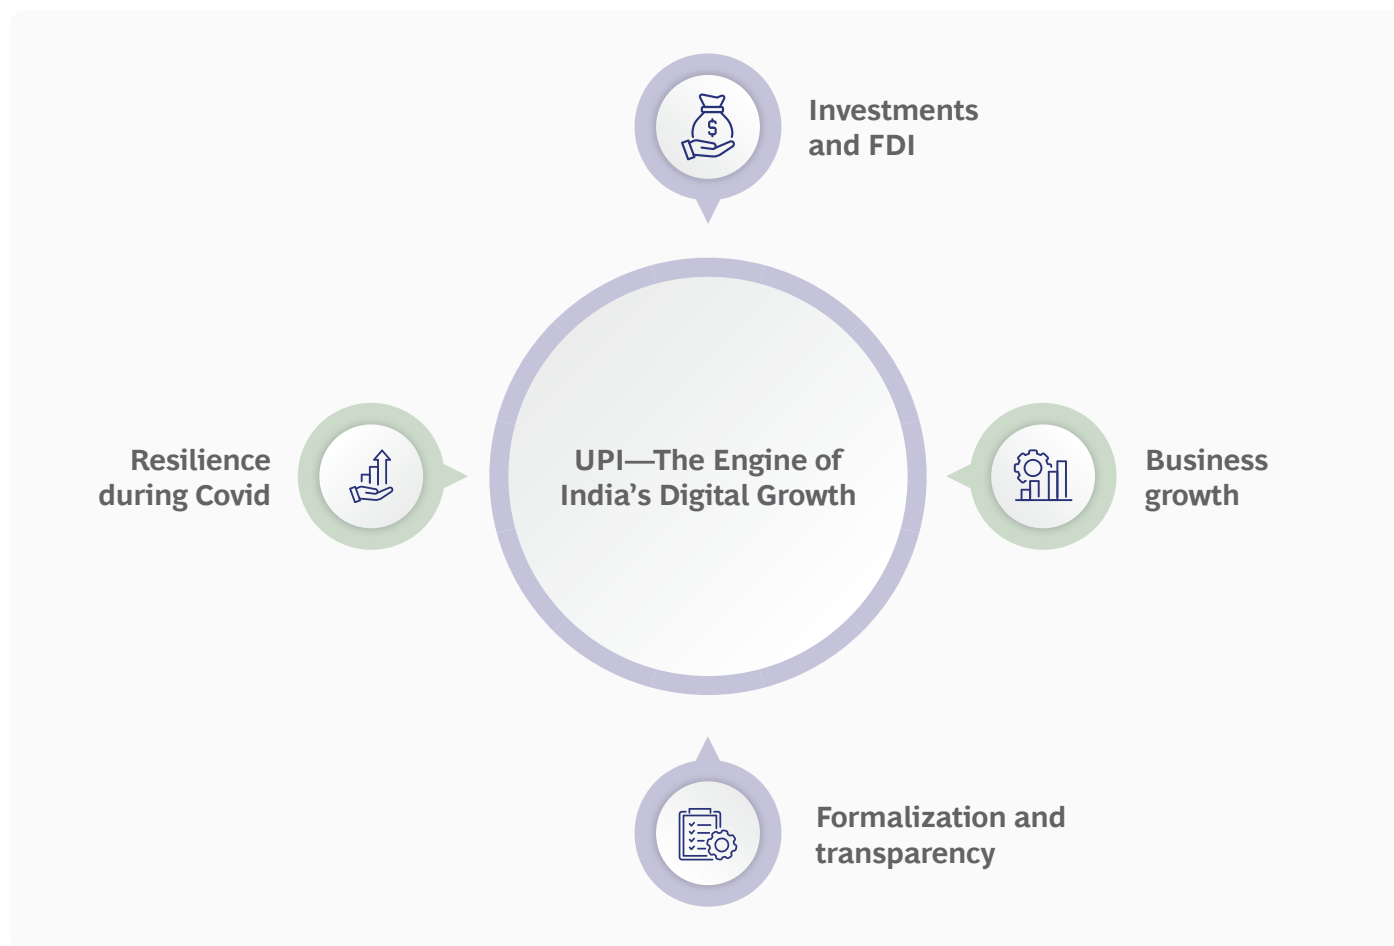 Investments
and FDI
Resilience
during Covid
UPI—The Engine of
India’s Digital Growth
Business
growth
Formalization and
transparency